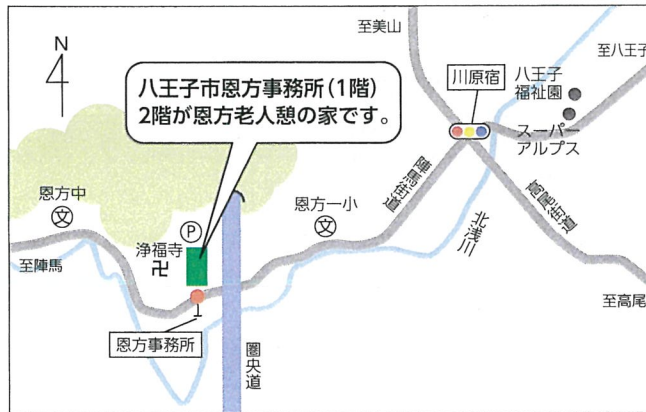 至美山
N
至八王子
川原宿
八王子
福祉園
八王子市恩方事務所(1階)
2階が恩方老人憩の家です。
スーパー
アルプス
陣馬街道
高尾街道
恩方中
文
P
恩方一小
文
北浅川
浄福寺
卍
至陣馬
至高尾
恩方事務所
圏央道